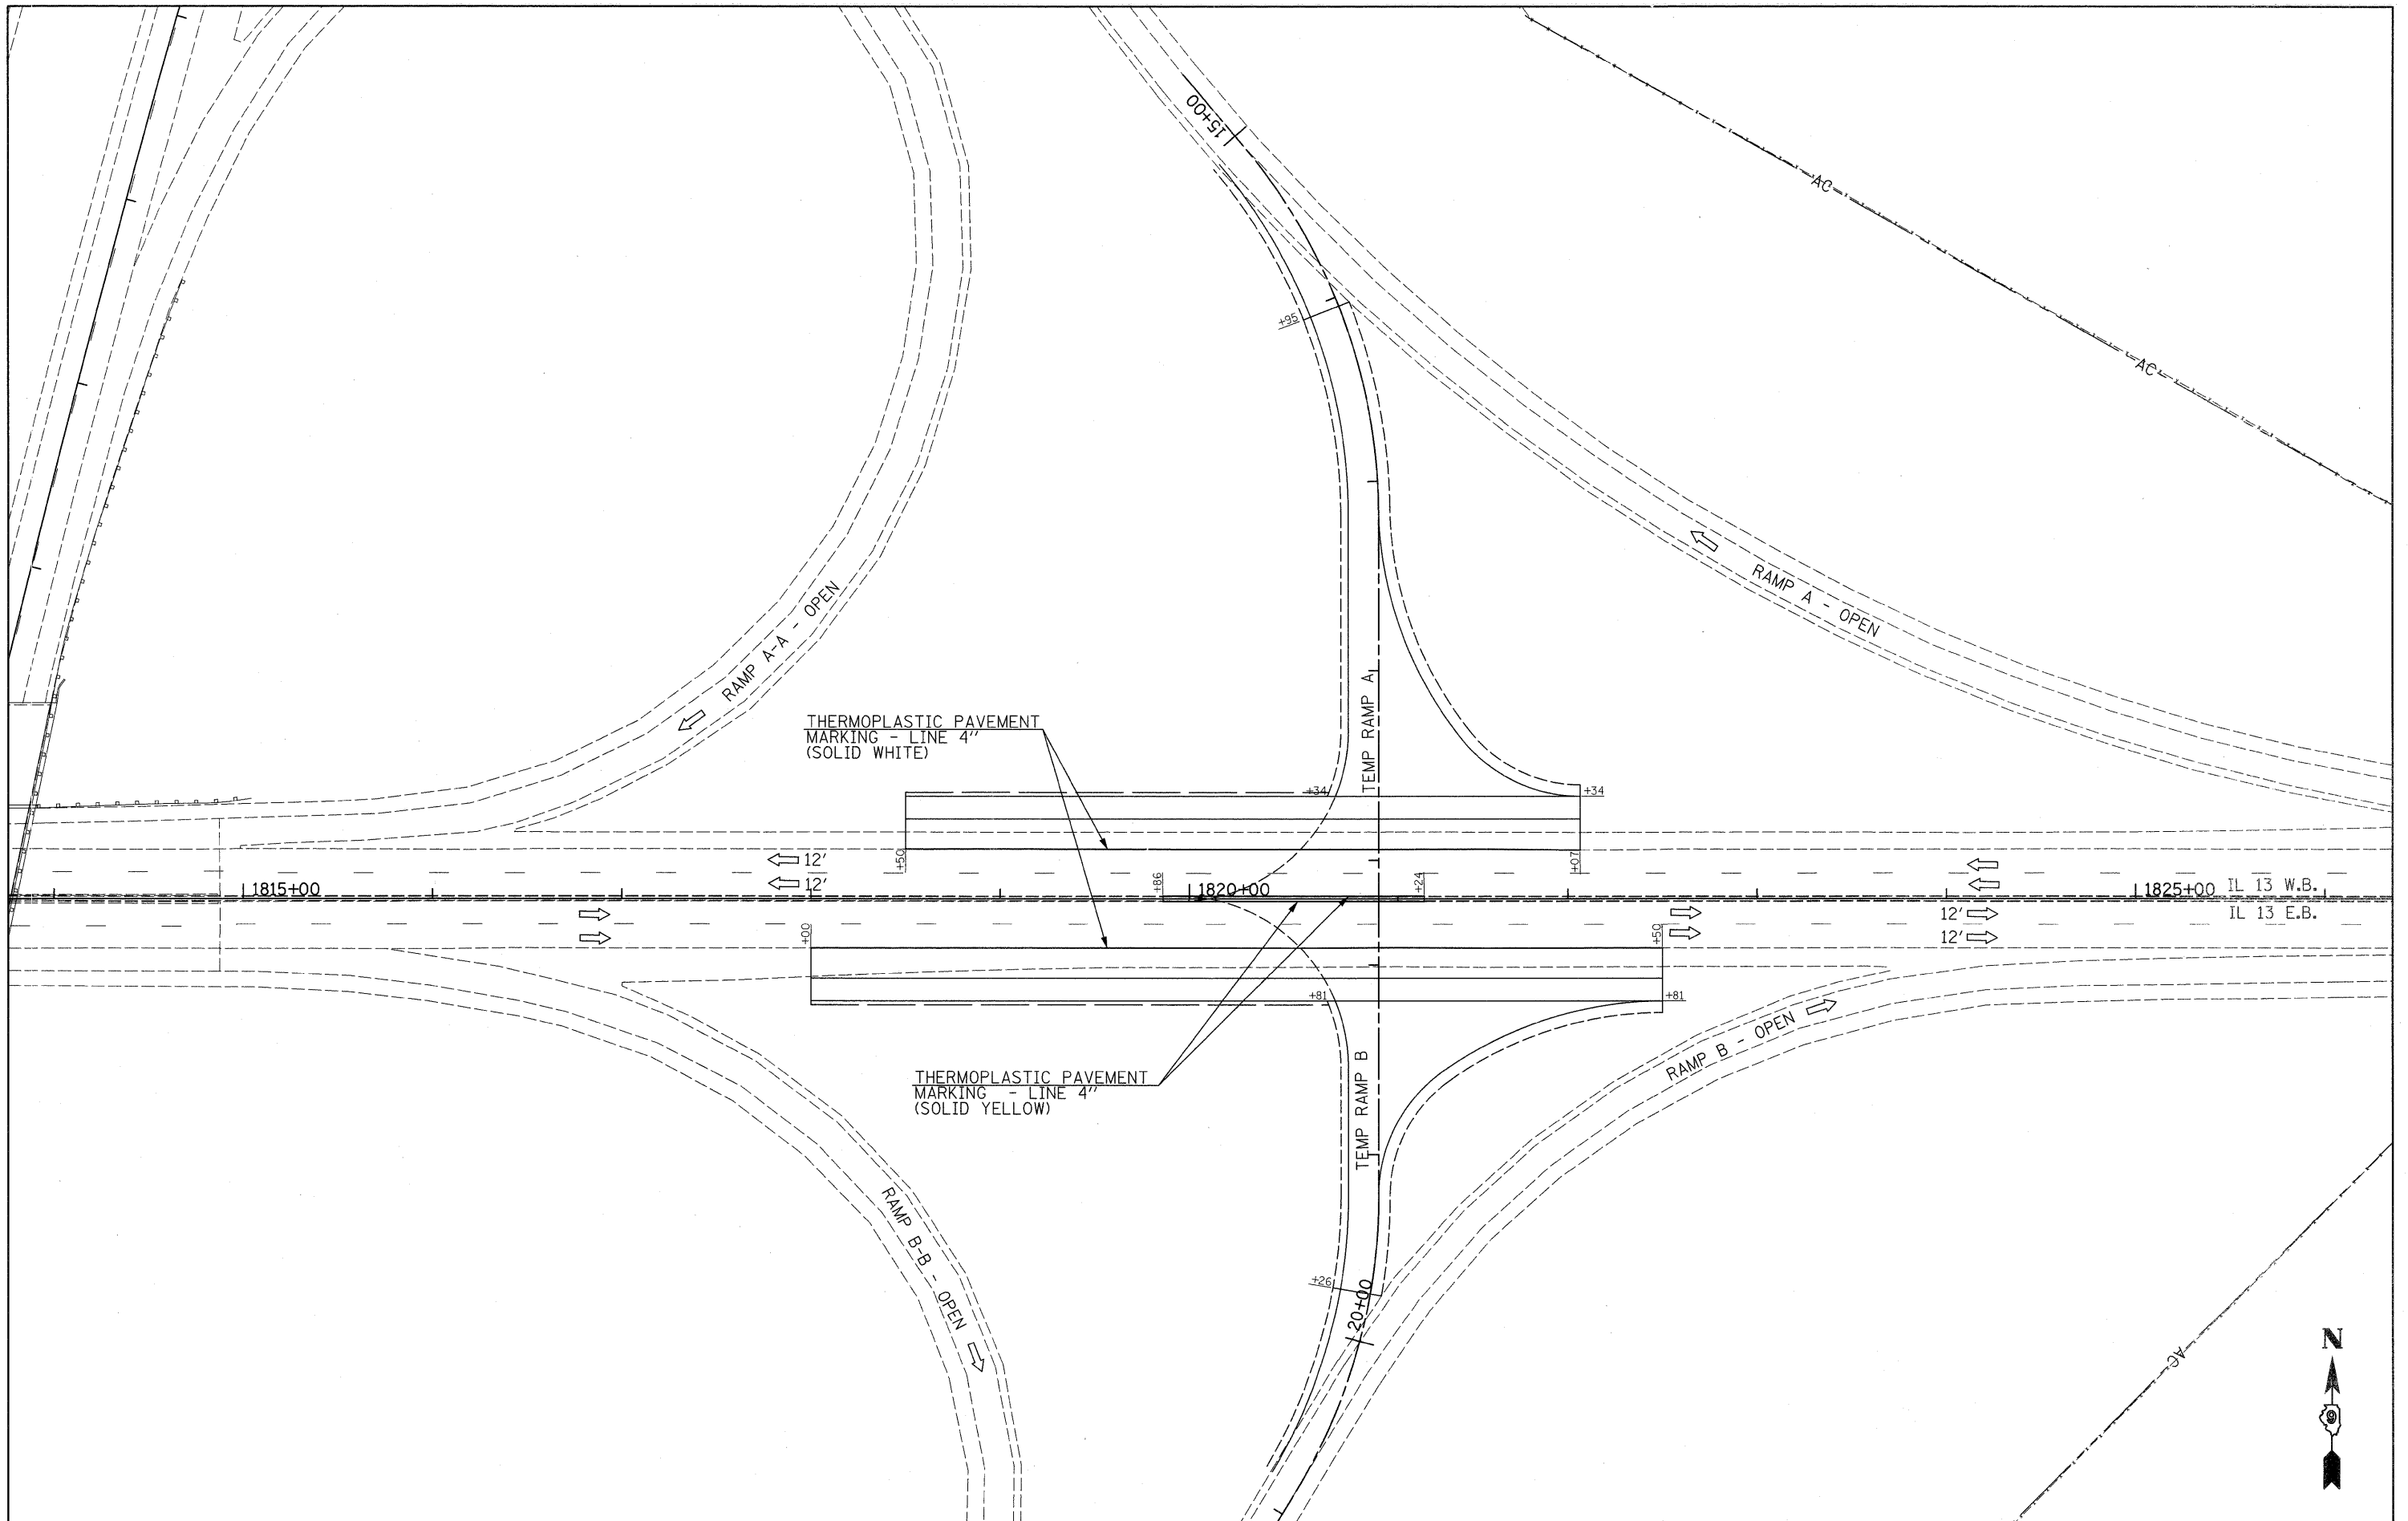 15+00
AC
+95
AC
RAMP A - OPEN
RAMP A-A - OPEN
TEMP RAMP A
THERMOPLASTIC PAVEMENT
MARKING - LINE 4"
(SOLID WHITE)
+34
+34
+50
12'
+07
12'
+86
+24
1815+00
1820+00
1825+00
IL 13 W.B.
IL 13 E.B.
12'
12'
+00
+50
+81
+81
RAMP B - OPEN
TEMP RAMP B
THERMOPLASTIC PAVEMENT
MARKING - LINE 4"
(SOLID YELLOW)
RAMP B-B - OPEN
+26
20+00
AC
N
9